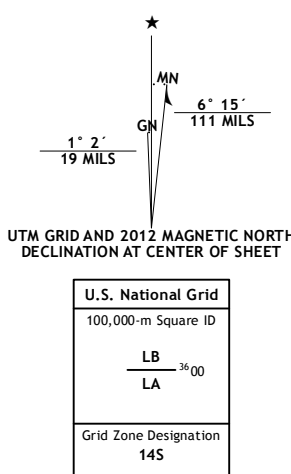 ★
MN
GN
6° 15´
111 MILS
1° 2´
19 MILS
UTM GRID AND 2012 MAGNETIC NORTH
DECLINATION AT CENTER OF SHEET
U.S. National Grid
100,000-m Square ID
LB
3600
LA
Grid Zone Designation
14S